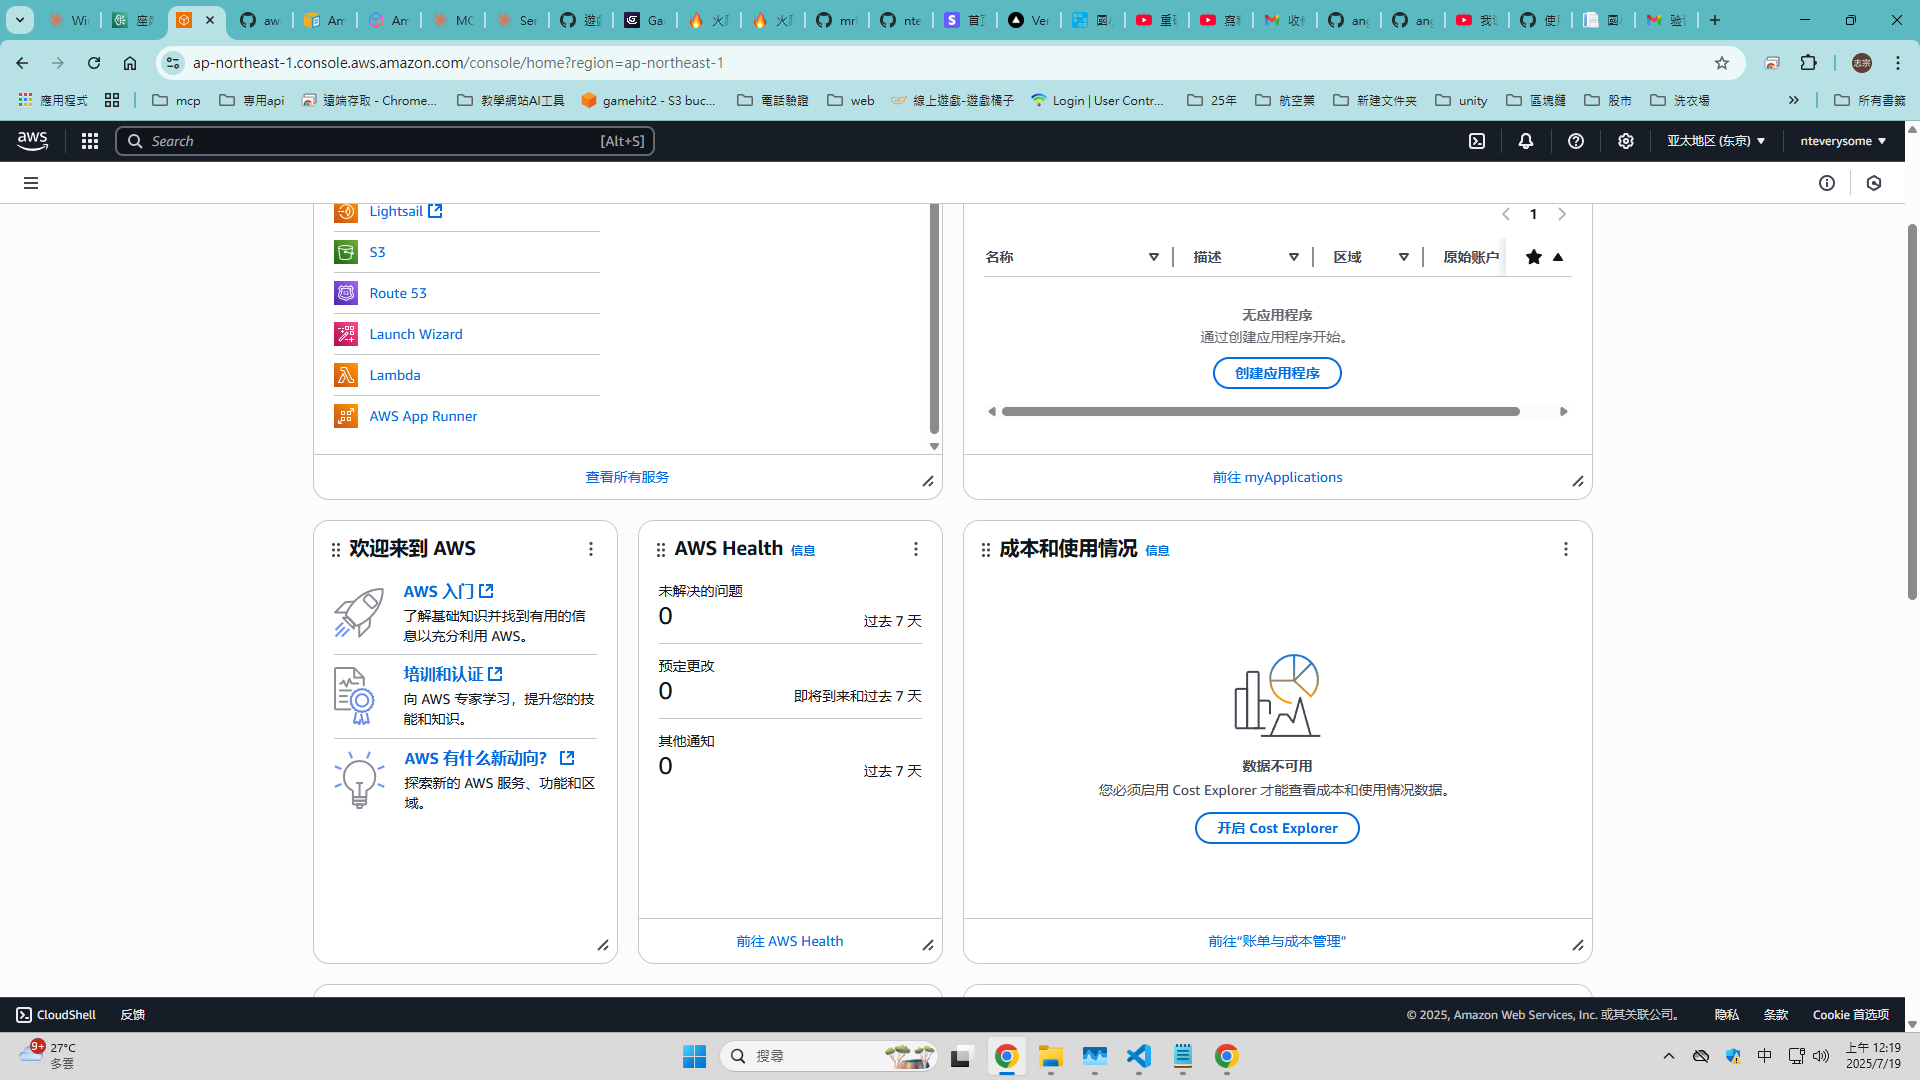 Wi
座
aw
Am
Am
MC
Ser
遊
Ga
火
火
mrl
nte
首
Ve
國
重
寫
收
ang
ang
我
使
國
验
ap-northeast-1.console.aws.amazon.com/console/home?region=ap-northeast-1
志宗
應用程式
mcp
專用api
遠端存取 - Chrome...
教學網站AI工具
gamehit2 - S3 buc...
電話驗證
web
線上遊戲-遊戲橘子
Login | User Contr...
25年
航空業
新建文件夹
unity
區塊鏈
股市
洗衣場
所有書籤
aws
Search
[Alt+S]
亚太地区 (东京)
nteverysome
Lightsail
S3
Route 53
Launch Wizard
Lambda
AWS App Runner
查看所有服务
1
名称
描述
区域
原始账户
无应用程序
通过创建应用程序开始。
创建应用程序
前往 myApplications
欢迎来到 AWS
AWS 入门
了解基础知识并找到有用的信
息以充分利用 AWS。
培训和认证
向 AWS 专家学习，提升您的技
能和知识。
AWS 有什么新动向？
探索新的 AWS 服务、功能和区
域。
AWS Health 信息
未解决的问题
0
过去 7 天
预定更改
0
即将到来和过去 7 天
其他通知
0
过去 7 天
前往 AWS Health
成本和使用情况 信息
数据不可用
您必须启用 Cost Explorer 才能查看成本和使用情况数据。
开启 Cost Explorer
前往“账单与成本管理”
CloudShell
反馈
© 2025, Amazon Web Services, Inc. 或其关联公司。
隐私
条款
Cookie 首选项
9+
27°C
多雲
搜尋
中
上午 12:19
2025/7/19